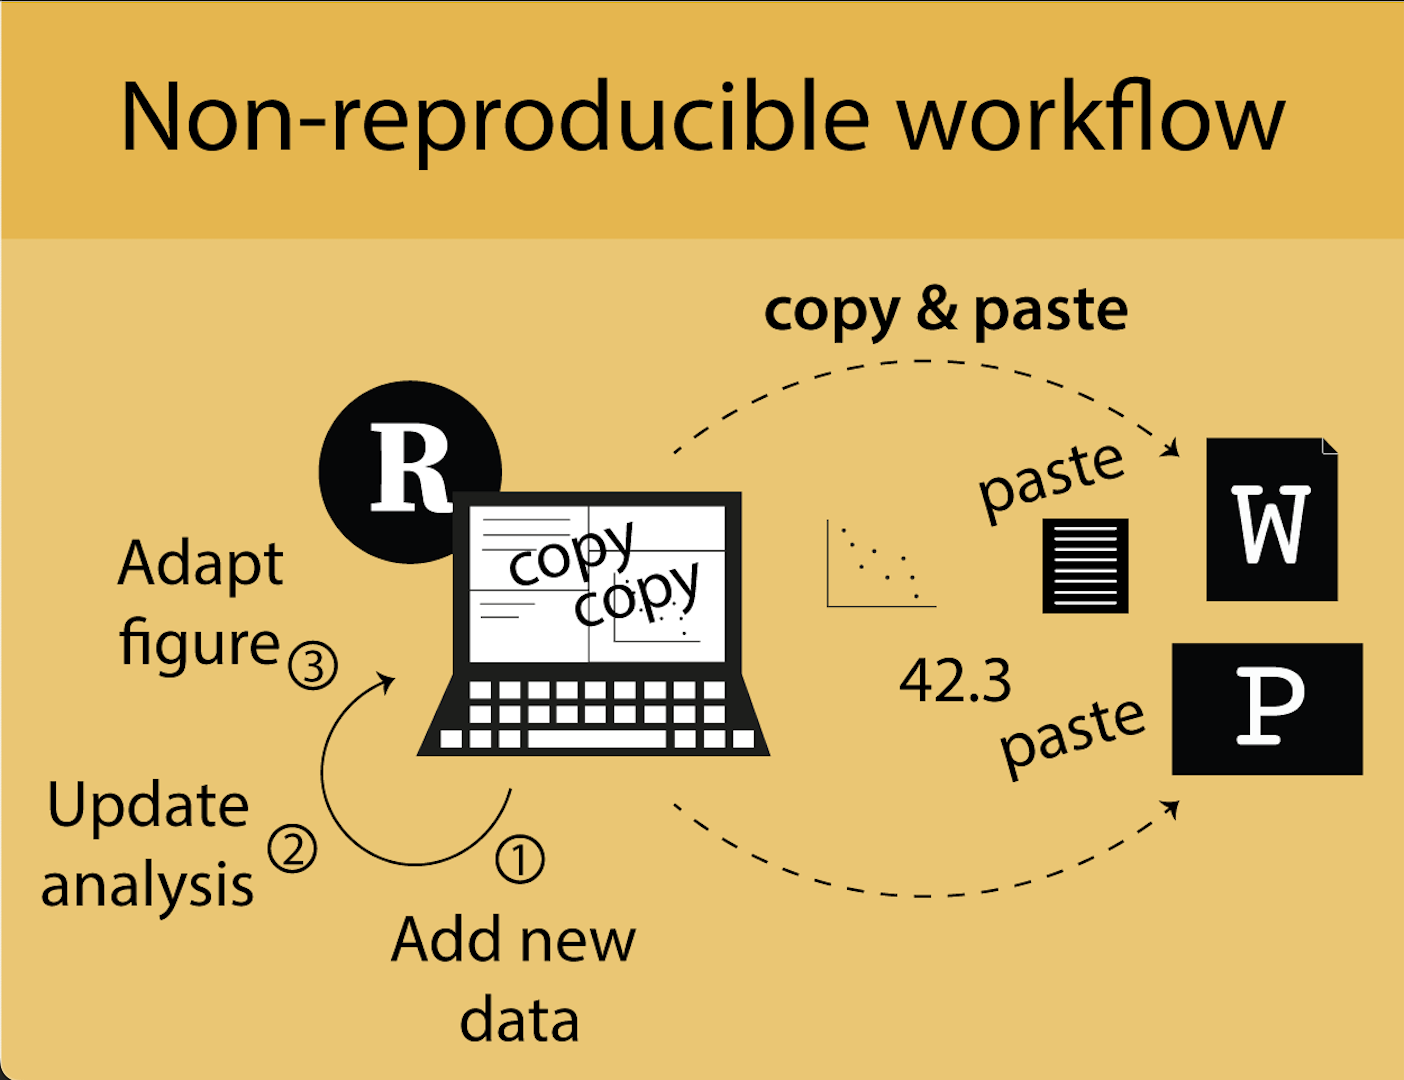 Non-reproducible workflow
copy & paste
R
copy
copy
paste
W
42.3
paste
P
Adapt
figure
③
Update
analysis
②
①
Add new
data